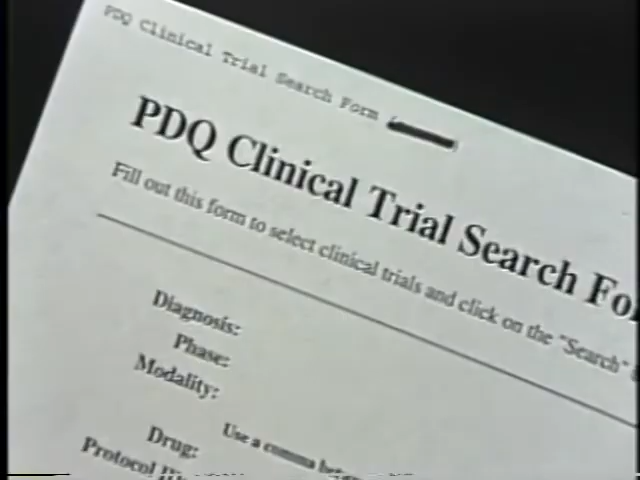 PDQ Clinical Trial Search Form
PDQ Clinical Trial Search Fo
Fill out this form to select clinical trials and click on the "Search"
Diagnosis:
Phase:
Modality:
Drug:
Use a comma
Protocol